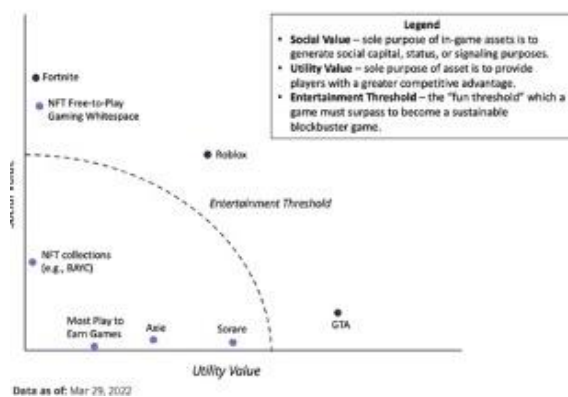 Legend
• Social Value – sole purpose of in-game assets is to
generate social capital, status, or signaling purposes.
• Utility Value – sole purpose of asset is to provide
players with a greater competitive advantage.
• Entertainment Threshold – the “fun threshold” which a
game must surpass to become a sustainable
blockbuster game.
Fortnite
NFT Free-to-Play
Gaming Whitespace
Roblox
Entertainment Threshold
Social Value
NFT collections
(e.g., BAYC)
Most Play to
Earn Games
Axie
Sorare
GTA
Utility Value
Data as of: Mar 29, 2022